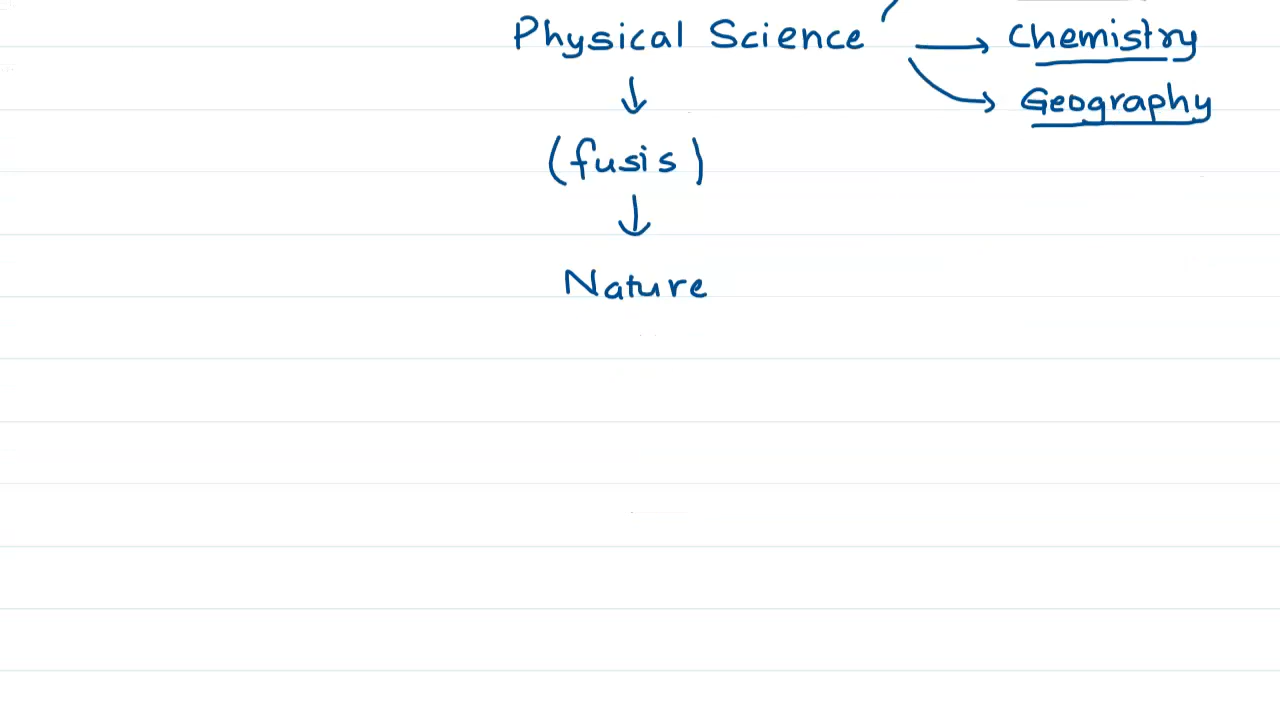 Physical Science → Chemistry
→ Geography
↓
(fusis)
↓
Nature